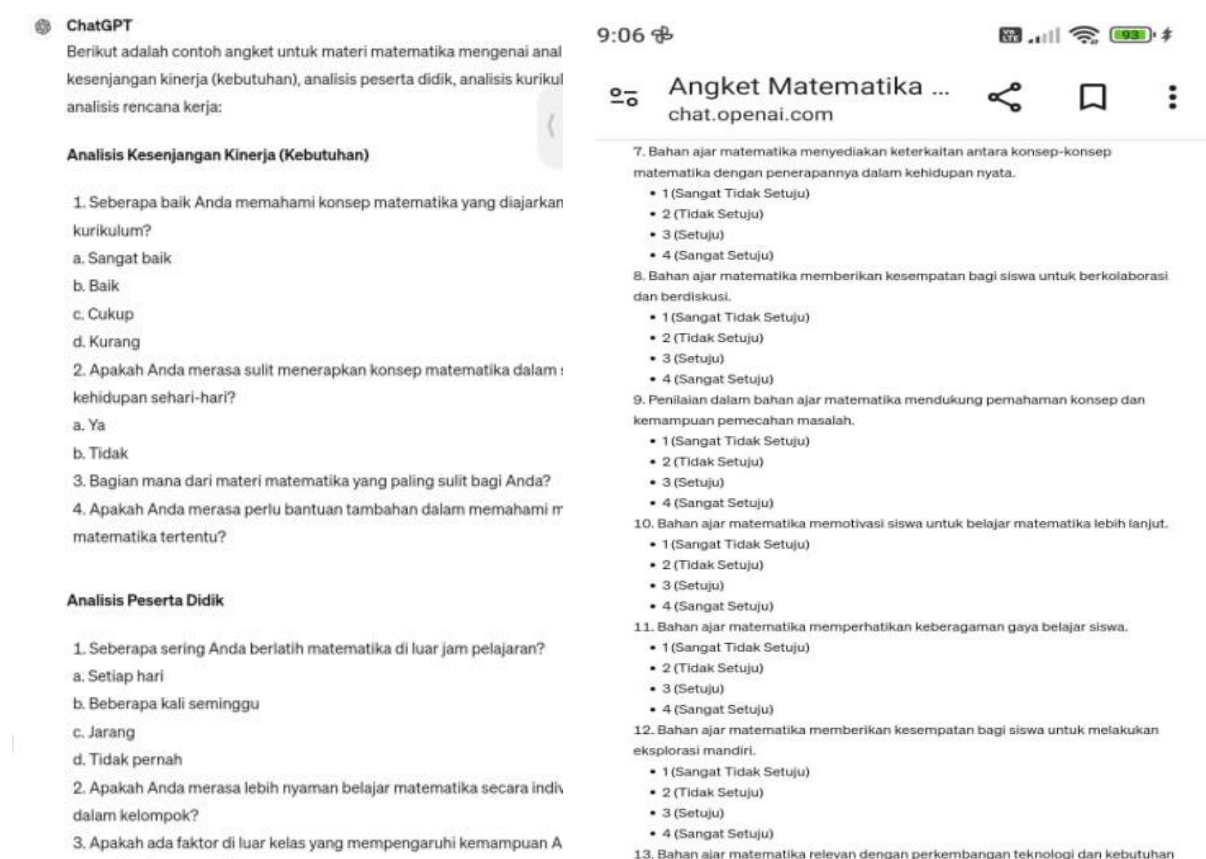 ChatGPT
Berikut adalah contoh angket untuk materi matematika mengenai anal
kesenjangan kinerja (kebutuhan), analisis peserta didik, analisis kurikul
analisis rencana kerja:
Analisis Kesenjangan Kinerja (Kebutuhan)
1. Seberapa baik Anda memahami konsep matematika yang diajarkan
kurikulum?
a. Sangat baik
b. Baik
c. Cukup
d. Kurang
2. Apakah Anda merasa sulit menerapkan konsep matematika dalam s
kehidupan sehari-hari?
a. Ya
b. Tidak
3. Bagian mana dari materi matematika yang paling sulit bagi Anda?
4. Apakah Anda merasa perlu bantuan tambahan dalam memahami m
matematika tertentu?
Analisis Peserta Didik
1. Seberapa sering Anda berlatih matematika di luar jam pelajaran?
a. Setiap hari
b. Beberapa kali seminggu
c. Jarang
d. Tidak pernah
2. Apakah Anda merasa lebih nyaman belajar matematika secara indiv
dalam kelompok?
3. Apakah ada faktor di luar kelas yang mempengaruhi kemampuan A
9:06
Vo LTE
93
Angket Matematika ...
chat.openai.com
7. Bahan ajar matematika menyediakan keterkaitan antara konsep-konsep
matematika dengan penerapannya dalam kehidupan nyata.
• 1 (Sangat Tidak Setuju)
• 2 (Tidak Setuju)
• 3 (Setuju)
• 4 (Sangat Setuju)
8. Bahan ajar matematika memberikan kesempatan bagi siswa untuk berkolaborasi
dan berdiskusi.
• 1 (Sangat Tidak Setuju)
• 2 (Tidak Setuju)
• 3 (Setuju)
• 4 (Sangat Setuju)
9. Penilaian dalam bahan ajar matematika mendukung pemahaman konsep dan
kemampuan pemecahan masalah.
• 1 (Sangat Tidak Setuju)
• 2 (Tidak Setuju)
• 3 (Setuju)
• 4 (Sangat Setuju)
10. Bahan ajar matematika memotivasi siswa untuk belajar matematika lebih lanjut.
• 1 (Sangat Tidak Setuju)
• 2 (Tidak Setuju)
• 3 (Setuju)
• 4 (Sangat Setuju)
11. Bahan ajar matematika memperhatikan keberagaman gaya belajar siswa.
• 1 (Sangat Tidak Setuju)
• 2 (Tidak Setuju)
• 3 (Setuju)
• 4 (Sangat Setuju)
12. Bahan ajar matematika memberikan kesempatan bagi siswa untuk melakukan
eksplorasi mandiri.
• 1 (Sangat Tidak Setuju)
• 2 (Tidak Setuju)
• 3 (Setuju)
• 4 (Sangat Setuju)
13. Bahan ajar matematika relevan dengan perkembangan teknologi dan kebutuhan